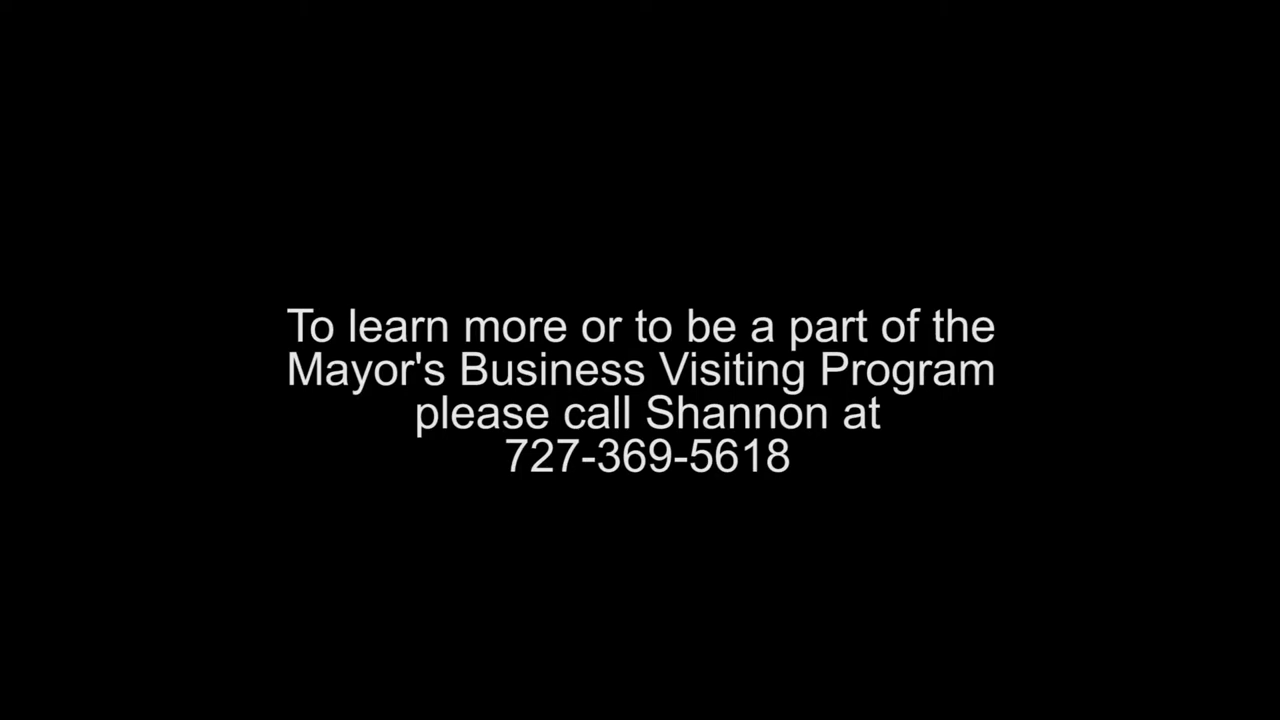 To learn more or to be a part of the
Mayor's Business Visiting Program
please call Shannon at
727-369-5618